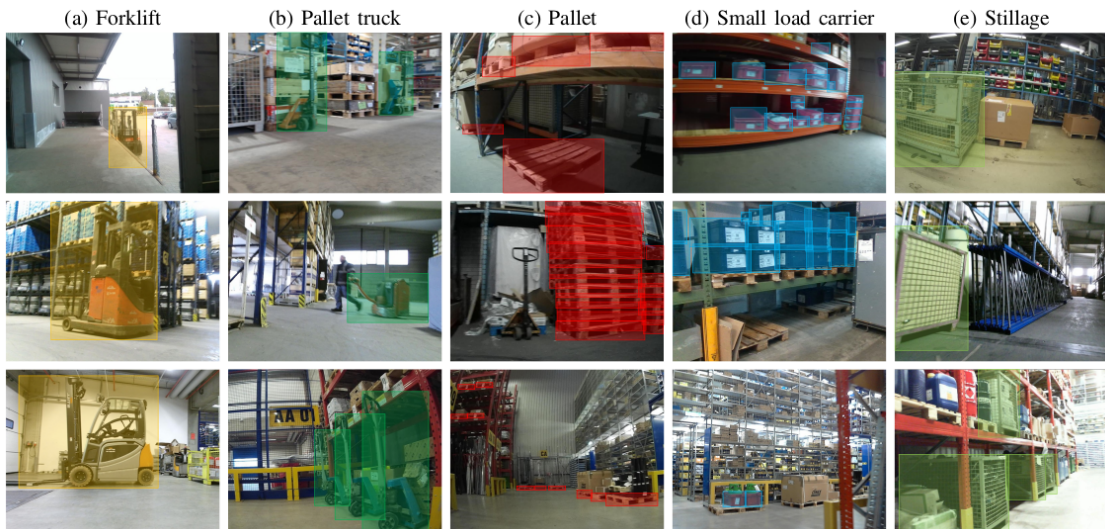 (a) Forklift
(b) Pallet truck
(c) Pallet
(d) Small load carrier
(e) Stillage
AA 01